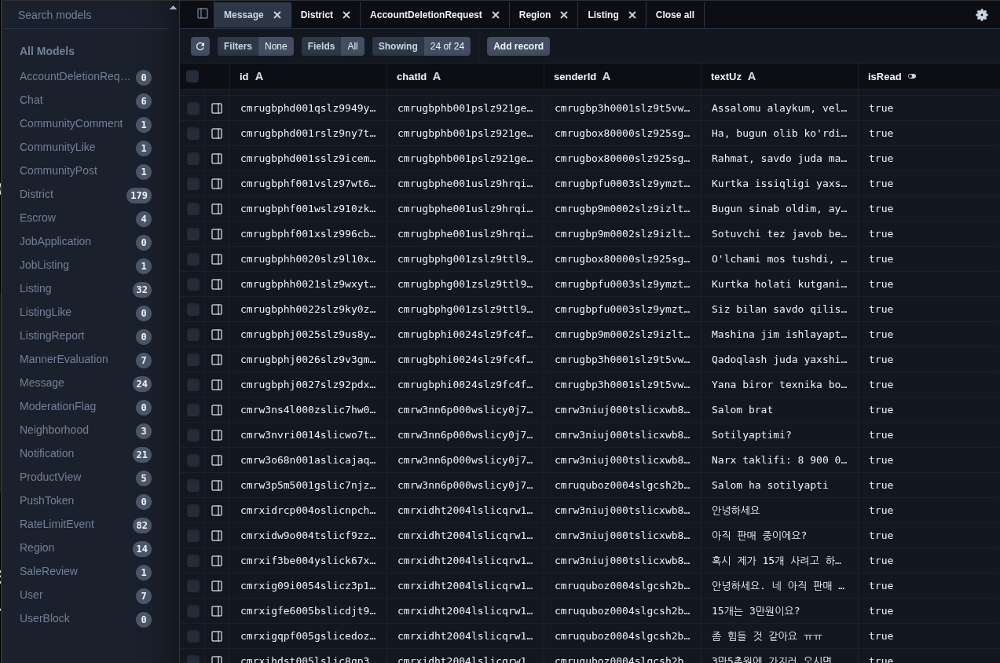 Search models
Message District AccountDeletionRequest Region Listing Close all
Filters None Fields All Showing 24 of 24 Add record
All Models
AccountDeletionReq… 0
Chat 6
CommunityComment 1
CommunityLike 1
CommunityPost 1
District 179
Escrow 4
JobApplication 0
JobListing 1
Listing 32
ListingLike 0
ListingReport 0
MannerEvaluation 7
Message 24
ModerationFlag 0
Neighborhood 3
Notification 21
ProductView 5
PushToken 0
RateLimitEvent 82
Region 14
SaleReview 1
User 7
UserBlock 0
id A chatId A senderId A textUz A isRead
cmrugbphd001qslz9949y… cmrugbphb001pslz921ge… cmrugbp3h0001slz9t5vw… Assalomu alaykum, vel… true
cmrugbphd001rslz9ny7t… cmrugbphb001pslz921ge… cmrugbox80000slz925sg… Ha, bugun olib ko'rdi… true
cmrugbphd001sslz9icem… cmrugbphb001pslz921ge… cmrugbox80000slz925sg… Rahmat, savdo juda ma… true
cmrugbphf001vslz97wt6… cmrugbphe001uslz9hrqi… cmrugbpfu0003slz9ymzt… Kurtka issiqligi yaxs… true
cmrugbphf001wslz910zk… cmrugbphe001uslz9hrqi… cmrugbp9m0002slz9izlt… Bugun sinab oldim, ay… true
cmrugbphf001xslz996cb… cmrugbphe001uslz9hrqi… cmrugbp9m0002slz9izlt… Sotuvchi tez javob be… true
cmrugbphh0020slz9l10x… cmrugbphg001zslz9ttl9… cmrugbox80000slz925sg… O'lchami mos tushdi, … true
cmrugbphh0021slz9wxyt… cmrugbphg001zslz9ttl9… cmrugbpfu0003slz9ymzt… Kurtka holati kutgani… true
cmrugbphh0022slz9ky0z… cmrugbphg001zslz9ttl9… cmrugbpfu0003slz9ymzt… Siz bilan savdo qilis… true
cmrugbphj0025slz9us8y… cmrugbphi0024slz9fc4f… cmrugbp9m0002slz9izlt… Mashina jim ishlayapt… true
cmrugbphj0026slz9v3gm… cmrugbphi0024slz9fc4f… cmrugbp3h0001slz9t5vw… Qadoqlash juda yaxshi… true
cmrugbphj0027slz92pdx… cmrugbphi0024slz9fc4f… cmrugbp3h0001slz9t5vw… Yana biror texnika bo… true
cmrw3ns4l000zslic7hw0… cmrw3nn6p000wslicy0j7… cmrw3niuj000tslicxwb8… Salom brat true
cmrw3nvri0014slicwo7t… cmrw3nn6p000wslicy0j7… cmrw3niuj000tslicxwb8… Sotilyaptimi? true
cmrw3o68n001aslicajaq… cmrw3nn6p000wslicy0j7… cmrw3niuj000tslicxwb8… Narx taklifi: 8 900 0… true
cmrw3p5m5001gslic7njz… cmrw3nn6p000wslicy0j7… cmruquboz0004slgcsh2b… Salom ha sotilyapti true
cmrxidrcp004oslicnpch… cmrxidht2004lslicqrw1… cmrw3niuj000tslicxwb8… 안녕하세요 true
cmrxidw9o004tslicf9zz… cmrxidht2004lslicqrw1… cmrw3niuj000tslicxwb8… 아직 판매 중이에요? true
cmrxif3be004yslick67x… cmrxidht2004lslicqrw1… cmrw3niuj000tslicxwb8… 혹시 제가 15개 사려고 하… true
cmrxig09i0054slicz3p1… cmrxidht2004lslicqrw1… cmruquboz0004slgcsh2b… 안녕하세요. 네 아직 판매 … true
cmrxigfe6005bslicdjt9… cmrxidht2004lslicqrw1… cmruquboz0004slgcsh2b… 15개는 3만원이요? true
cmrxigqpf005gslicedoz… cmrxidht2004lslicqrw1… cmruquboz0004slgcsh2b… 좀 힘들 것 같아요 ㅠㅠ true
cmrxihdst005lslic8qp3… cmrxidht2004lslicqrw1… cmruquboz0004slgcsh2b… 3만5춘원에 가지러 오시면… true